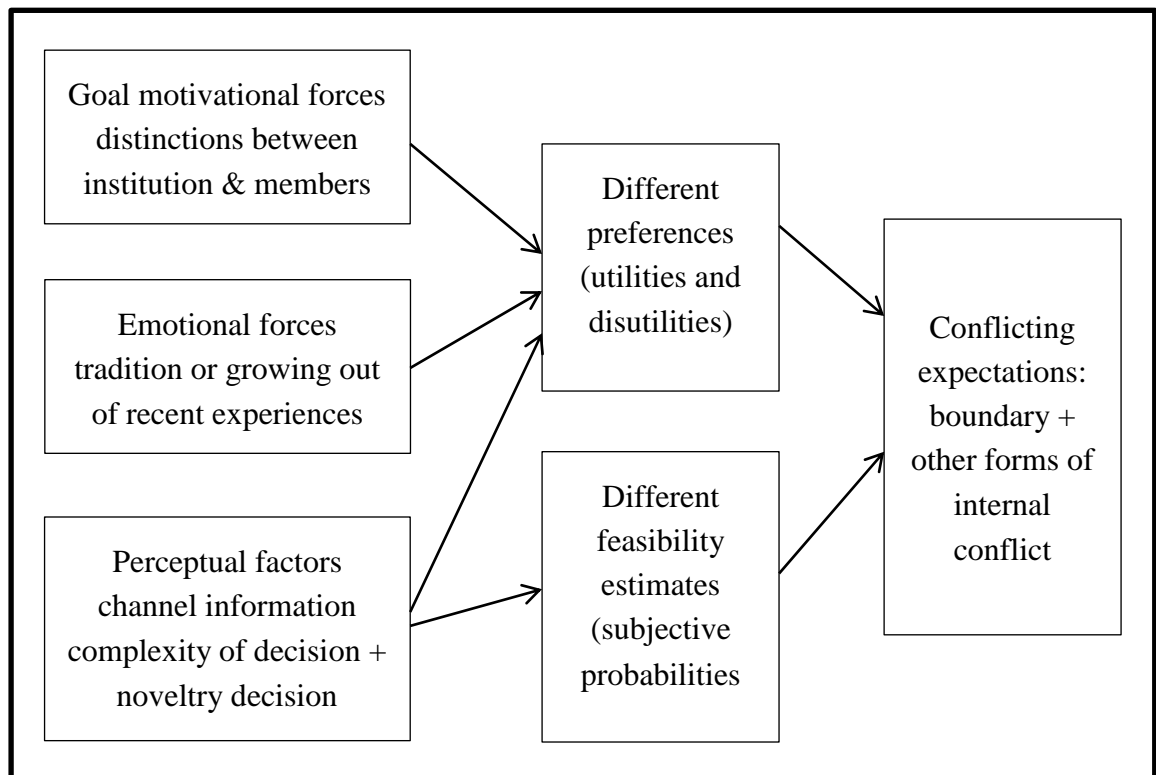 Goal motivational forces
distinctions between
institution & members
Emotional forces
tradition or growing out
of recent experiences
Perceptual factors
channel information
complexity of decision +
noveltry decision
Different
preferences
(utilities and
disutilities)
Different
feasibility
estimates
(subjective
probabilities
Conflicting
expectations:
boundary +
other forms of
internal
conflict